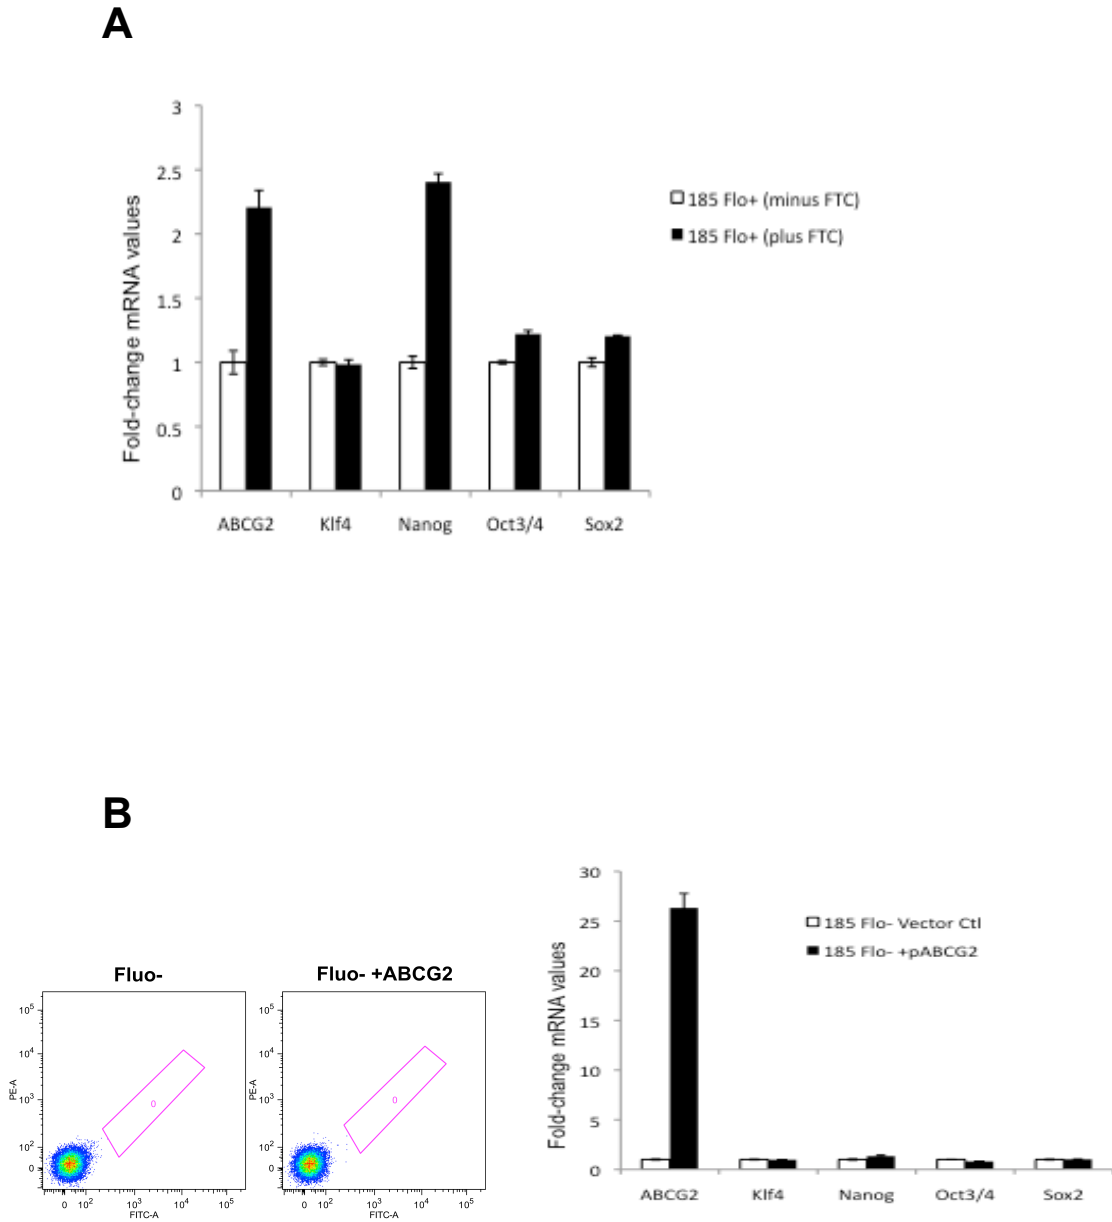 A
Fold-change mRNA values
3
2.5
2
1.5
1
0.5
0
ABCG2 Klf4 Nanog Oct3/4 Sox2
185 Flo+ (minus FTC)
185 Flo+ (plus FTC)
B
Fluo-
PE-A
10⁵
10⁴
10³
10²
0
0
0 10² 10³ 10⁴ 10⁵
FITC-A
Fluo- +ABCG2
PE-A
10⁵
10⁴
10³
10²
0
0
0 10² 10³ 10⁴ 10⁵
FITC-A
Fold-change mRNA values
30
25
20
15
10
5
0
ABCG2 Klf4 Nanog Oct3/4 Sox2
185 Flo- Vector Ctl
185 Flo- +pABCG2